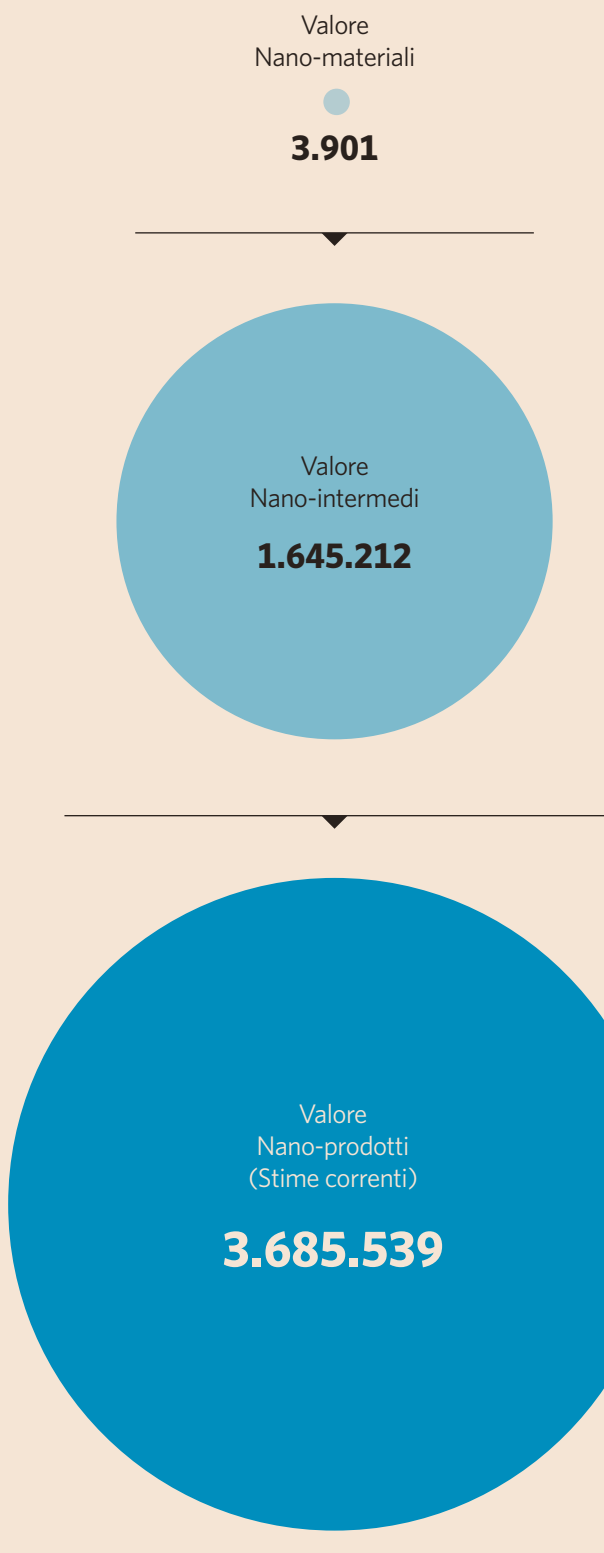 Valore
Nano-materiali
3.901
Valore
Nano-intermedi
1.645.212
Valore
Nano-prodotti
(Stime correnti)
3.685.539